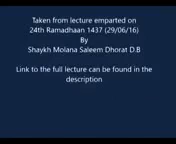 Taken from lecture emparted on
24th Ramadhaan 1437 (29/06/16)
By
Shaykh Molana Saleem Dhorat D.B
Link to the full lecture can be found in the
description